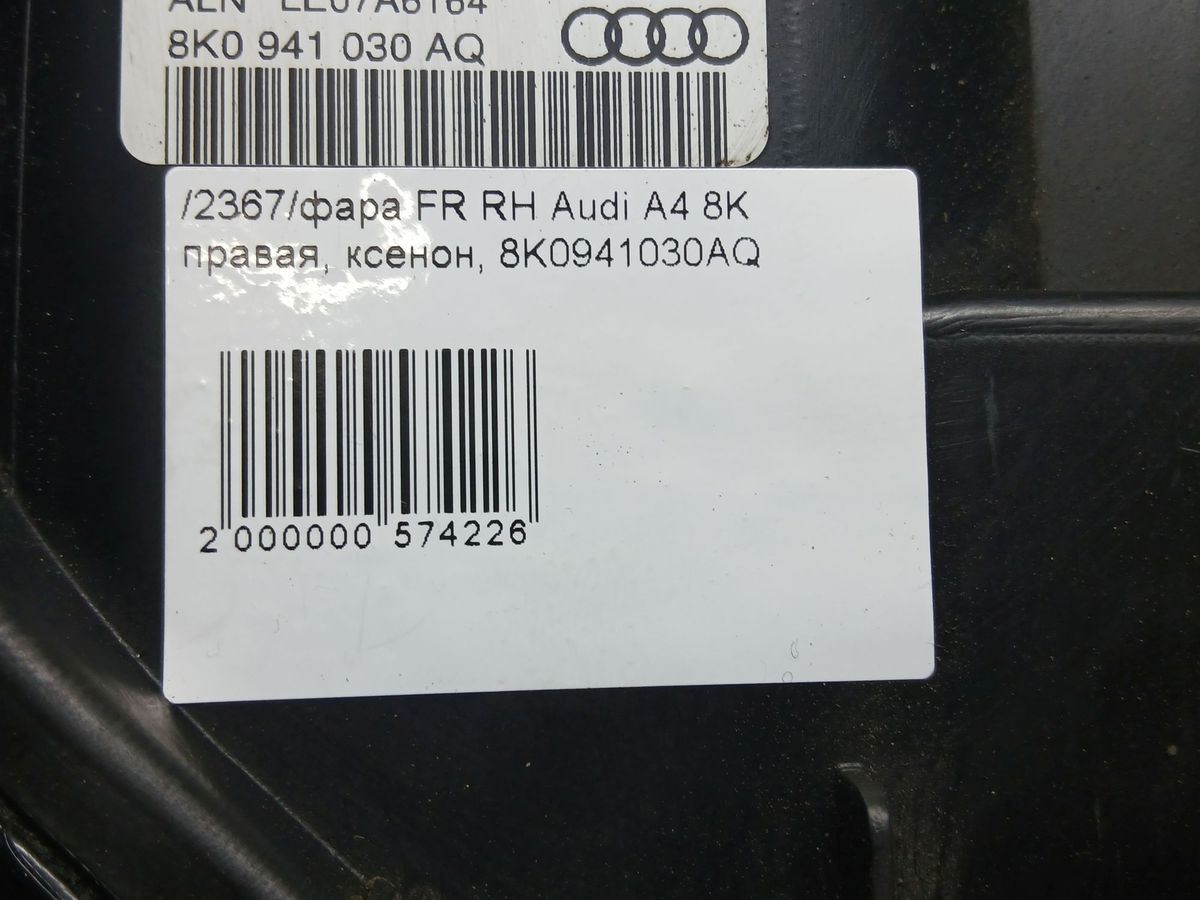 8K0 941 030 AQ
/2367/фара FR RH Audi A4 8K
правая, ксенон, 8K0941030AQ
2 000000 574226